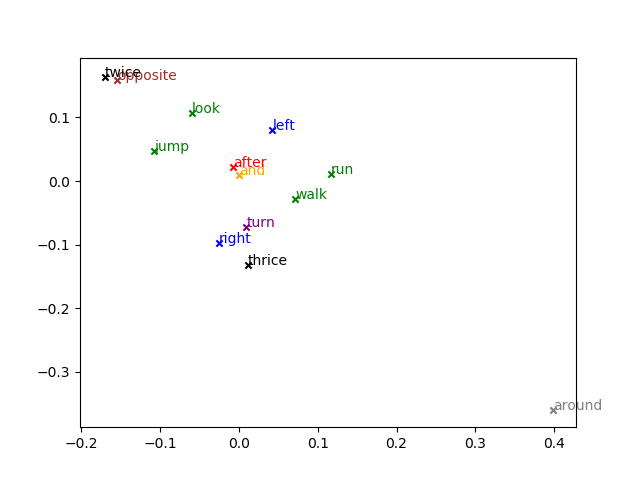 twice
opposite
look
0.1
left
jump
after
run
and
0.0
walk
turn
−0.1
right
thrice
−0.2
−0.3
around
−0.2
−0.1
0.0
0.1
0.2
0.3
0.4